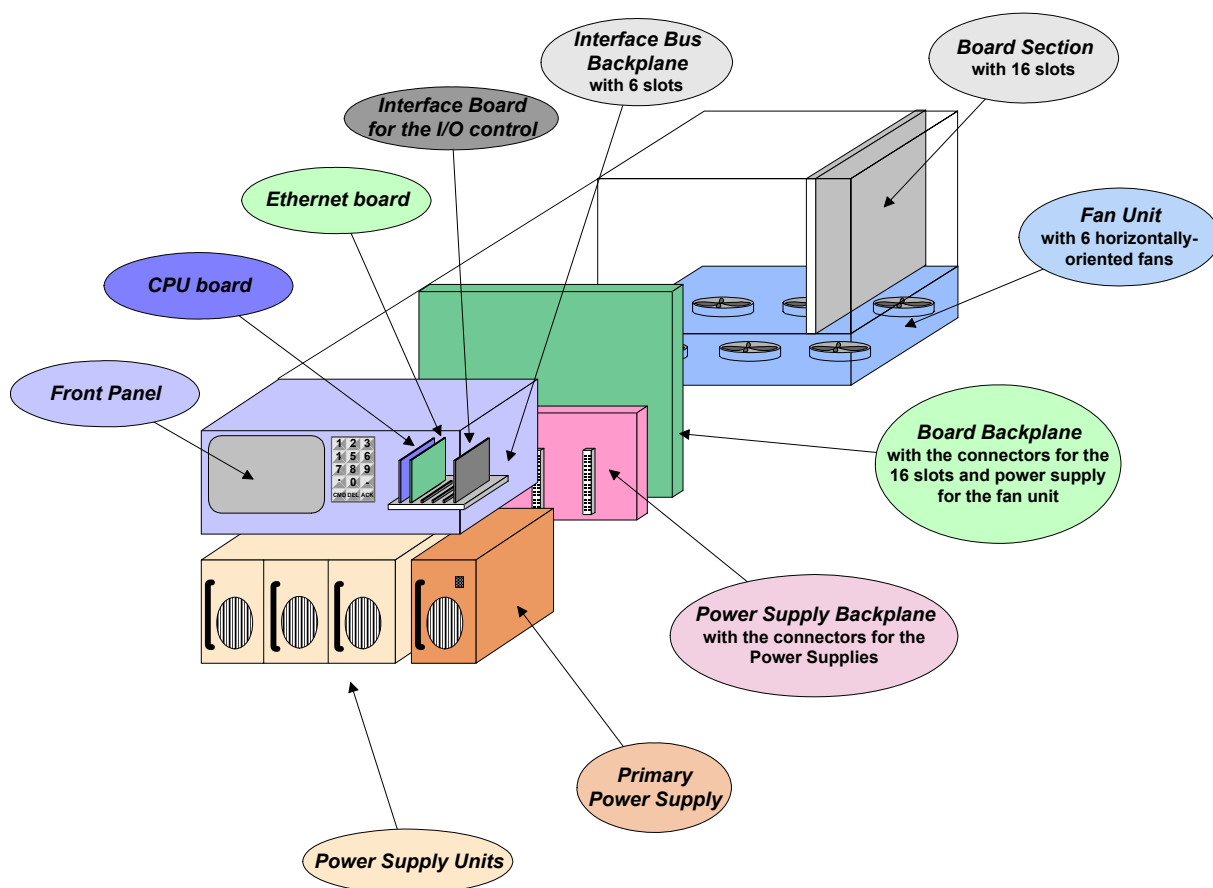 Interface Bus
Backplane
with 6 slots
Board Section
with 16 slots
Interface Board
for the I/O control
Ethernet board
Fan Unit
with 6 horizontally-
oriented fans
CPU board
Front Panel
1 2 3
1 5 6
7 8 9
· 0 -
CMD DEL ACK
Board Backplane
with the connectors for the
16 slots and power supply
for the fan unit
Power Supply Backplane
with the connectors for the
Power Supplies
Primary
Power Supply
Power Supply Units